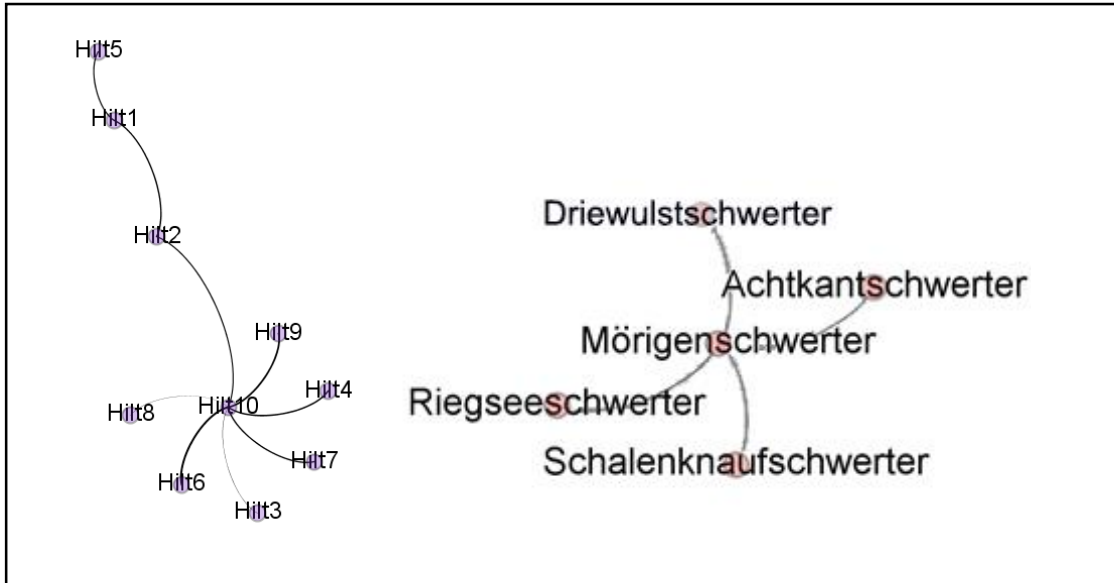 Hilt5
Hilt1
Hilt2
Hilt9
Hilt4
Hilt10
Hilt8
Hilt7
Hilt6
Hilt3
Driewulstschwerter
Achtkantschwerter
Mörigenschwerter
Riegseeschwerter
Schalenknaufschwerter